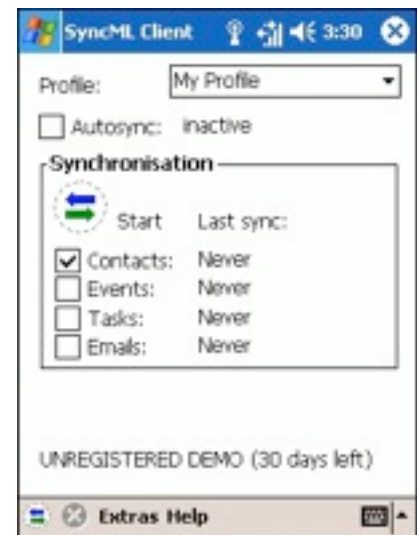 SyncML Client 3:30
Profile: My Profile
Autosync: inactive
Synchronisation
Start Last sync:
Contacts: Never
Events: Never
Tasks: Never
Emails: Never
UNREGISTERED DEMO (30 days left)
Extras Help